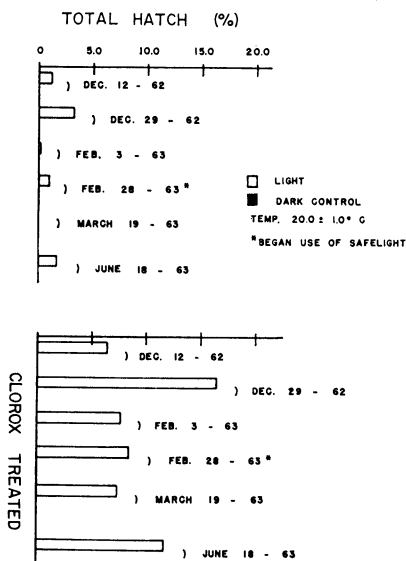 TOTAL HATCH (%)
0 5.0 10.0 15.0 20.0
) DEC. 12 - 62
) DEC. 29 - 62
) FEB. 3 - 63
) FEB. 28 - 63*
) MARCH 19 - 63
) JUNE 18 - 63
LIGHT
DARK CONTROL
TEMP. 20.0 ± 1.0° C
*BEGAN USE OF SAFELIGHT
CLOROX TREATED
) DEC. 12 - 62
) DEC. 29 - 62
) FEB. 3 - 63
) FEB. 28 - 63*
) MARCH 19 - 63
) JUNE 18 - 63